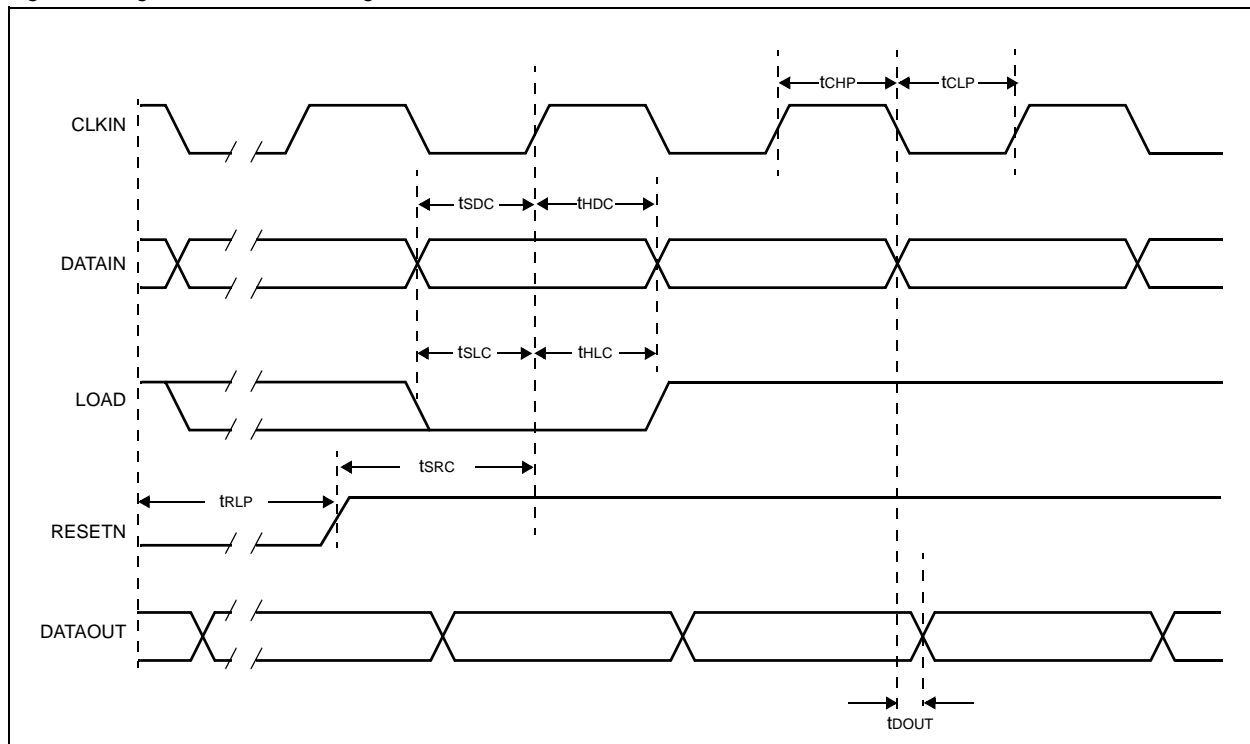 tCHP
tCLP
CLKIN
tSDC
tHDC
DATAIN
tSLC
tHLC
LOAD
tSRC
tRLP
RESETN
DATAOUT
tDOUT